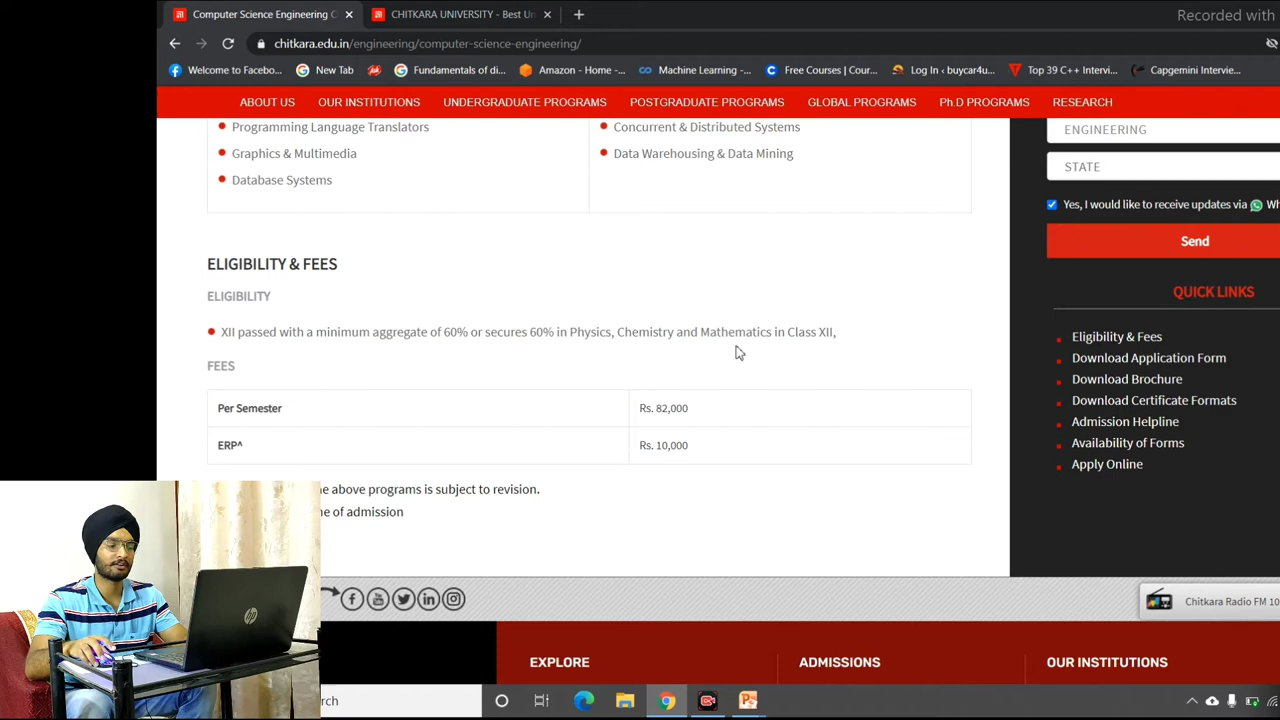 Computer Science Engineering C
CHITKARA UNIVERSITY - Best Un
Recorded with
chitkara.edu.in/engineering/computer-science-engineering/
Welcome to Facebo...
New Tab
Fundamentals of di...
Amazon - Home -...
Machine Learning -...
Free Courses | Cour...
Log In ‹ buycar4u...
Top 39 C++ Intervi...
Capgemini Intervie...
ABOUT US
OUR INSTITUTIONS
UNDERGRADUATE PROGRAMS
POSTGRADUATE PROGRAMS
GLOBAL PROGRAMS
Ph.D PROGRAMS
RESEARCH
Programming Language Translators
Graphics & Multimedia
Database Systems
Concurrent & Distributed Systems
Data Warehousing & Data Mining
ENGINEERING
STATE
Yes, I would like to receive updates via Wh
Send
ELIGIBILITY & FEES
ELIGIBILITY
XII passed with a minimum aggregate of 60% or secures 60% in Physics, Chemistry and Mathematics in Class XII,
FEES
Per Semester Rs. 82,000
ERP^ Rs. 10,000
e above programs is subject to revision.
e of admission
QUICK LINKS
Eligibility & Fees
Download Application Form
Download Brochure
Download Certificate Formats
Admission Helpline
Availability of Forms
Apply Online
Chitkara Radio FM 10
EXPLORE
ADMISSIONS
OUR INSTITUTIONS
rch
hp